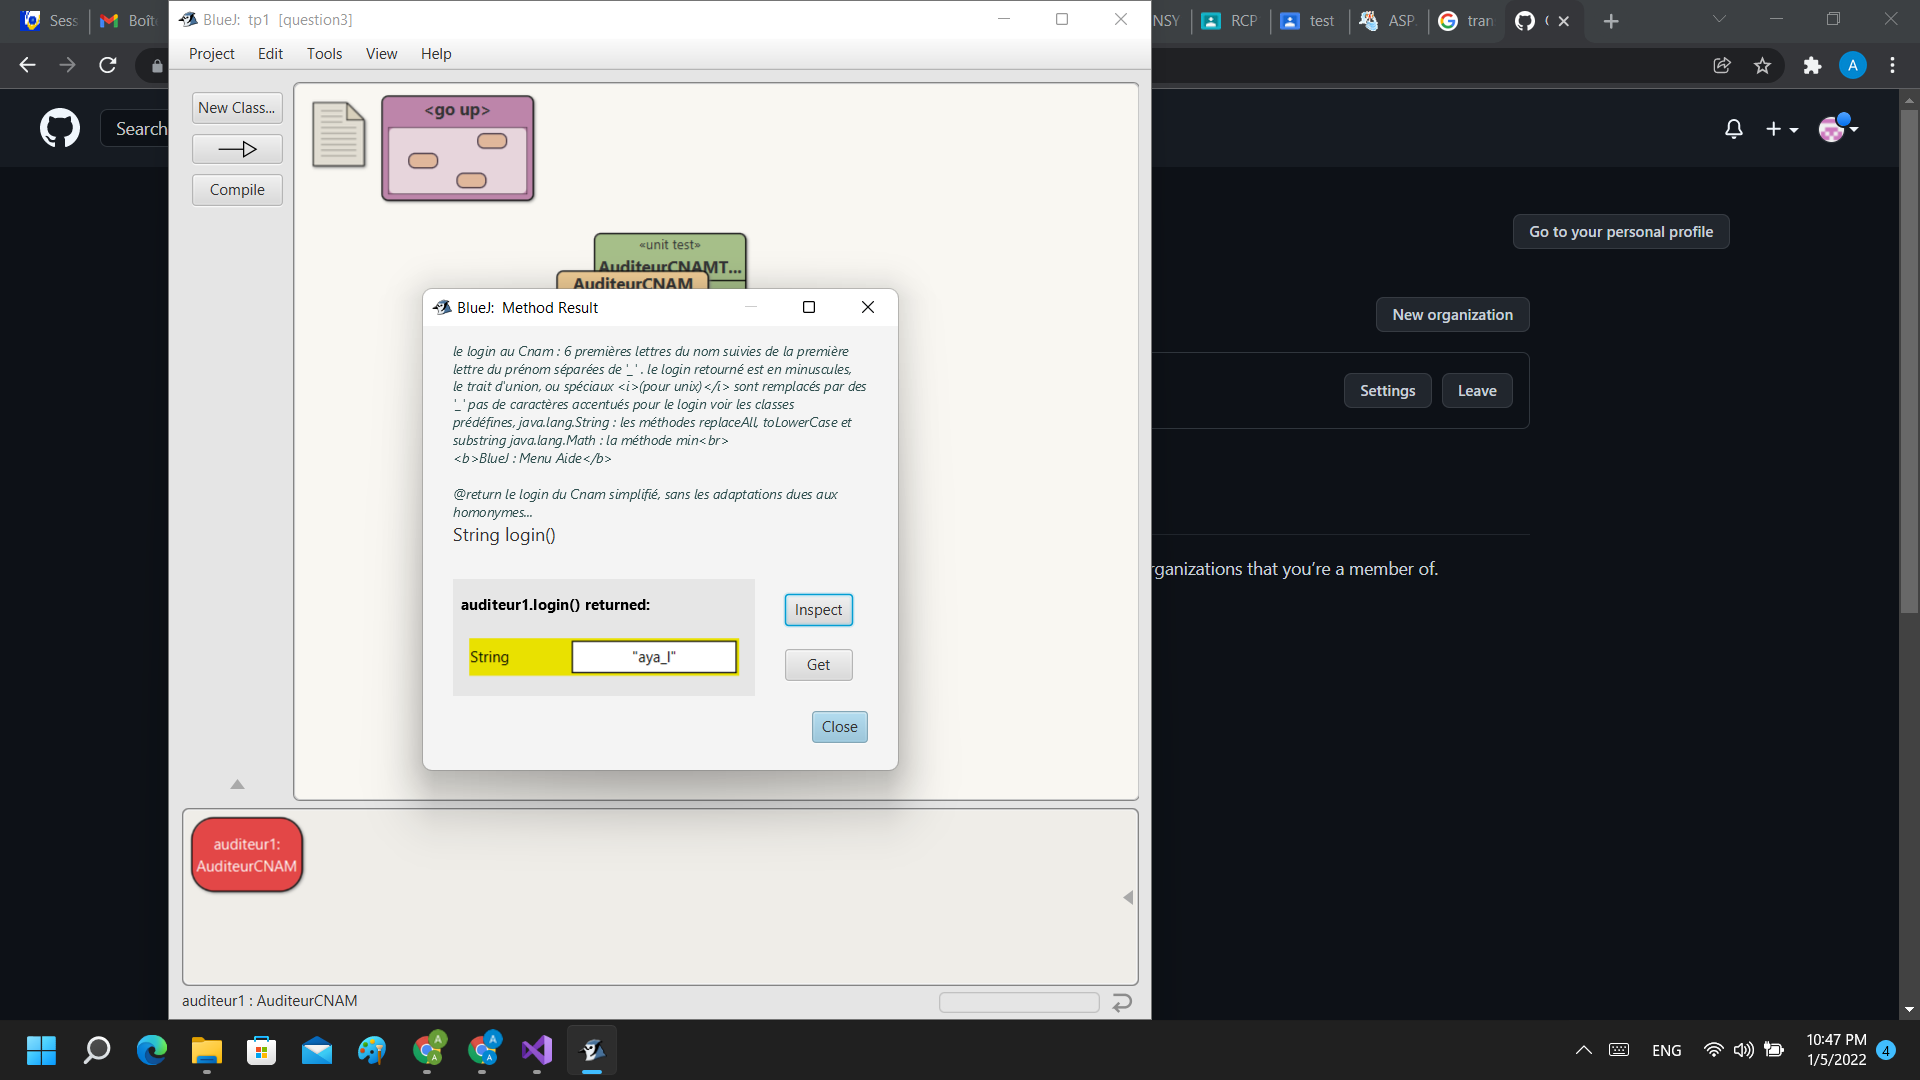 Sess
Boît
BlueJ: tp1 [question3]
NSY
RCP
test
ASP.
tran
Project
Edit
Tools
View
Help
A
Search
New Class...
Compile
<go up>
«unit test»
AuditeurCNAMT...
AuditeurCNAM
Go to your personal profile
New organization
Settings
Leave
rganizations that you're a member of.
BlueJ: Method Result
le login au Cnam : 6 premières lettres du nom suivies de la première
lettre du prénom séparées de '_' . le login retourné est en minuscules,
le trait d'union, ou spéciaux <i>(pour unix)</i> sont remplacés par des
'_' pas de caractères accentués pour le login voir les classes
prédéfines, java.lang.String : les méthodes replaceAll, toLowerCase et
substring java.lang.Math : la méthode min<br>
<b>BlueJ : Menu Aide</b>
@return le login du Cnam simplifié, sans les adaptations dues aux
homonymes...
String login()
auditeur1.login() returned:
String
"aya_l"
Inspect
Get
Close
auditeur1:
AuditeurCNAM
auditeur1 : AuditeurCNAM
A
A
A
A
ENG
10:47 PM
1/5/2022
4